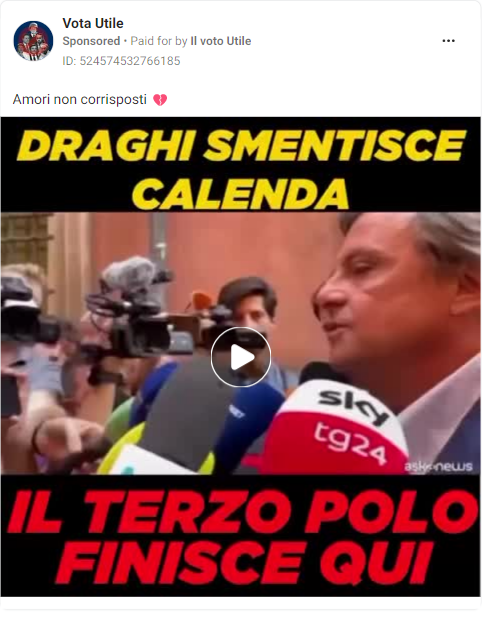 Vota Utile
Sponsored • Paid for by Il voto Utile
ID: 524574532766185
Amori non corrisposti 💔
DRAGHI SMENTISCE
CALENDA
sky
tg24
askanews
IL TERZO POLO
FINISCE QUI